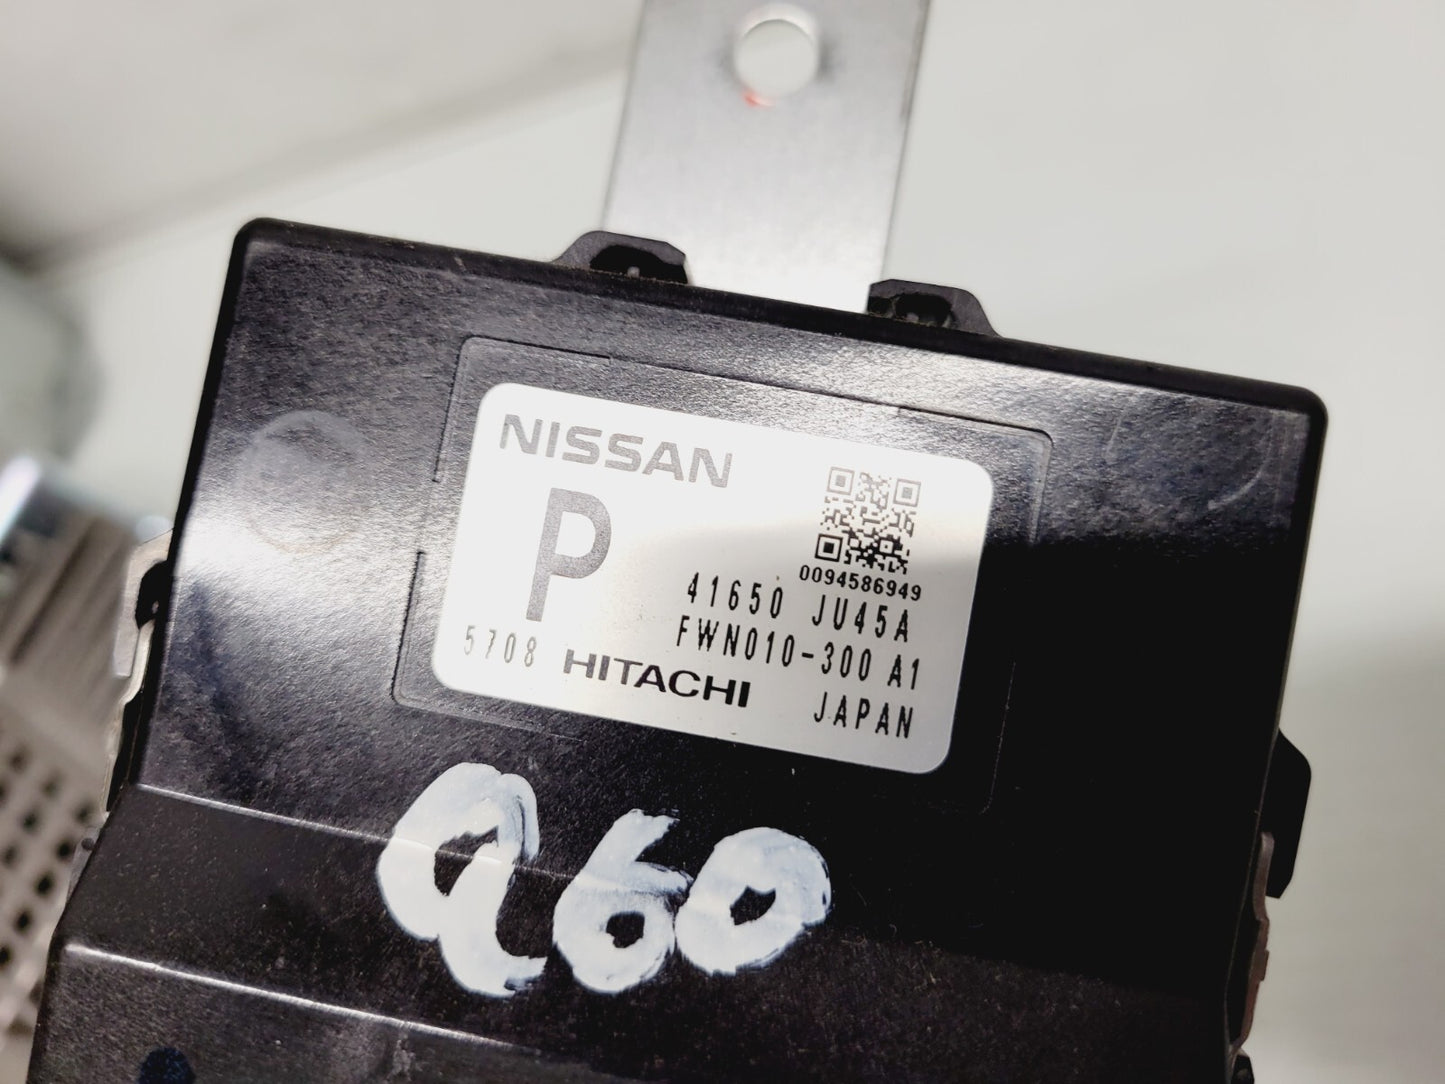 NISSAN
P
0094586949
41650 JU45A
FWN010-300 A1
5708 HITACHI
JAPAN
Q60